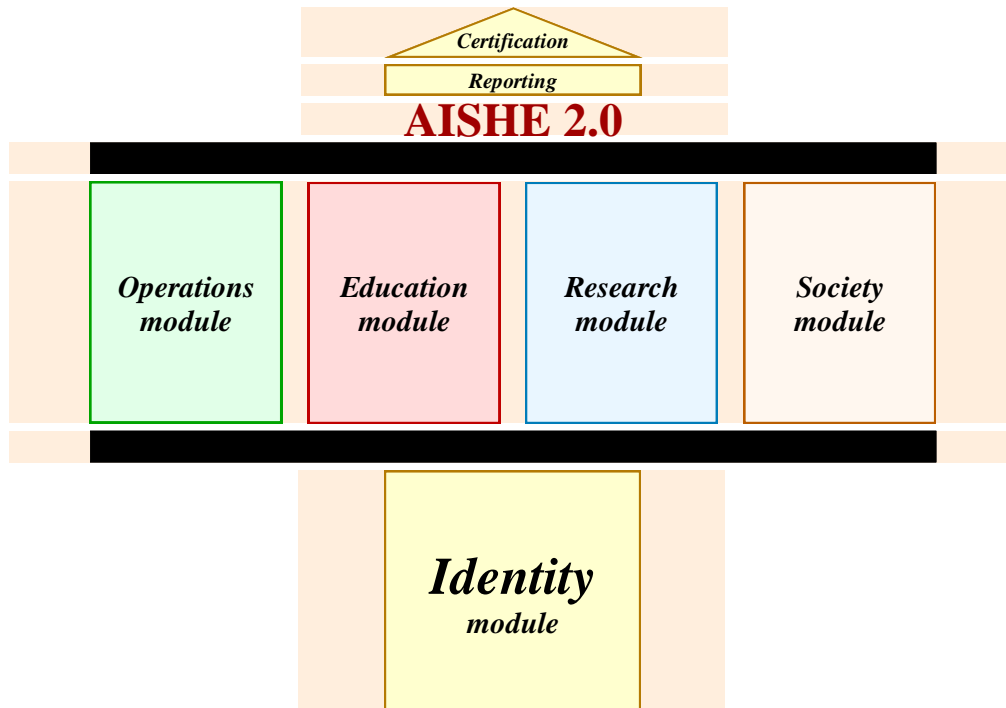 Certification
Reporting
AISHE 2.0
Operations
module
Education
module
Research
module
Society
module
Identity
module